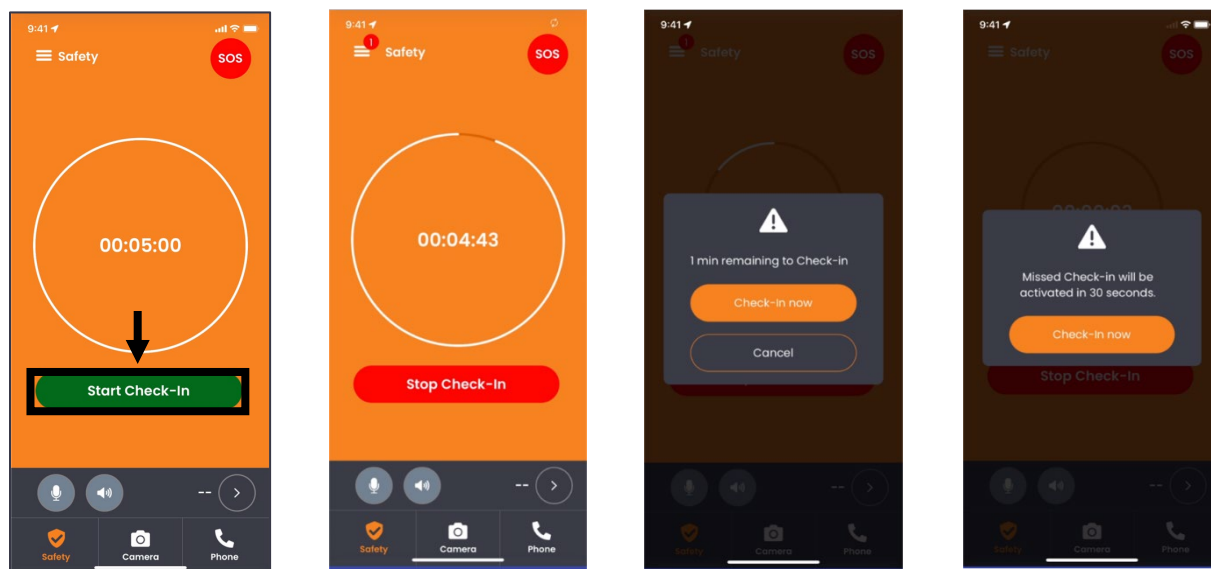 9:41
Safety
SOS
00:05:00
Start Check-In
--
Safety
Camera
Phone
9:41
1
Safety
SOS
00:04:43
Stop Check-In
--
Safety
Camera
Phone
9:41
1
Safety
SOS
1 min remaining to Check-in
Check-In now
Cancel
--
Safety
Camera
Phone
9:41
Safety
SOS
Missed Check-in will be
activated in 30 seconds.
Check-In now
Stop Check-In
--
Safety
Camera
Phone